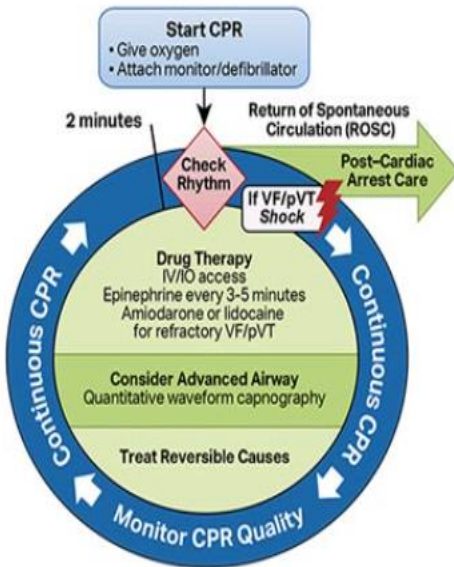 Start CPR
• Give oxygen
• Attach monitor/defibrillator
2 minutes
Return of Spontaneous
Circulation (ROSC)
Check
Rhythm
Post–Cardiac
Arrest Care
If VF/pVT
Shock
Drug Therapy
IV/IO access
Epinephrine every 3-5 minutes
Amiodarone or lidocaine
for refractory VF/pVT
Consider Advanced Airway
Quantitative waveform capnography
Treat Reversible Causes
Continuous CPR
Continuous CPR
Monitor CPR Quality